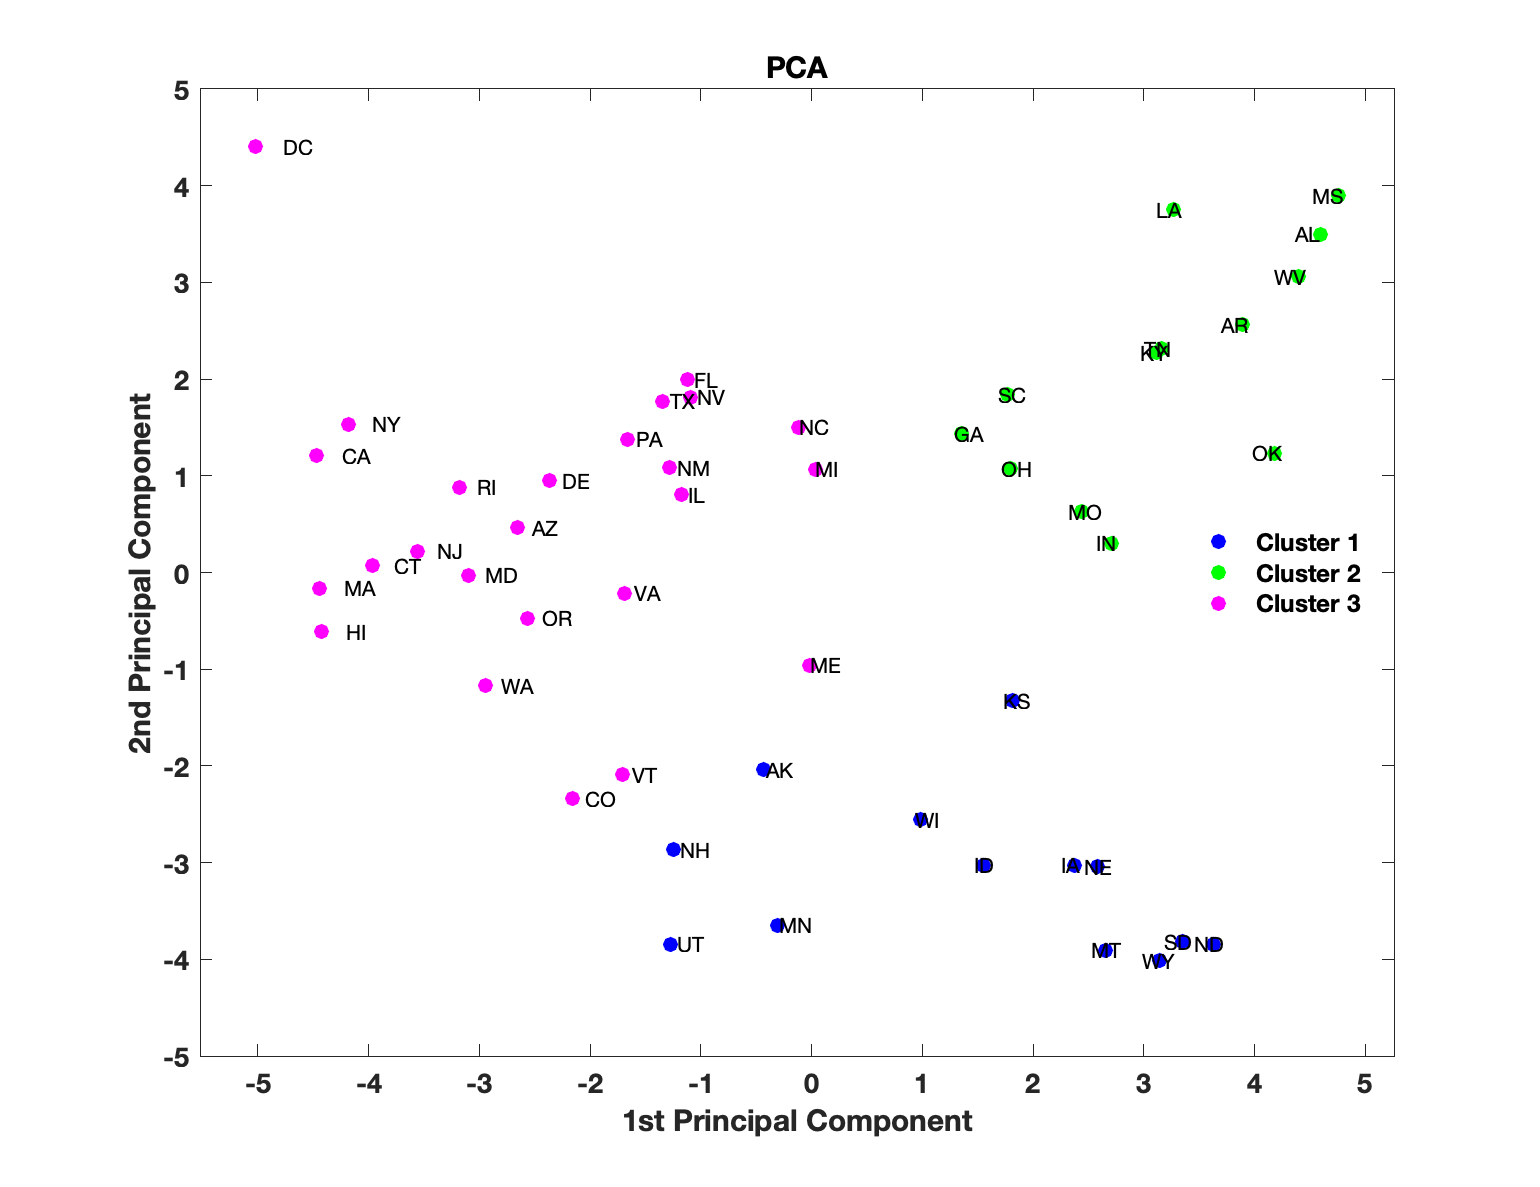 PCA
5
DC
4
MS
LA
AL
3
WV
AR
TN
KY
2
FL
NV
TX
SC
NY
NC
GA
PA
CA
OK
1
NM
MI
OH
RI
DE
IL
MO
AZ
IN
NJ
Cluster 1
0
CT
MD
Cluster 2
MA
VA
Cluster 3
OR
HI
-1
ME
WA
KS
-2
AK
VT
CO
WI
-3
NH
ID
IA
NE
MN
UT
SD
ND
MT
-4
WY
-5
-5 -4 -3 -2 -1 0 1 2 3 4 5
1st Principal Component
2nd Principal Component